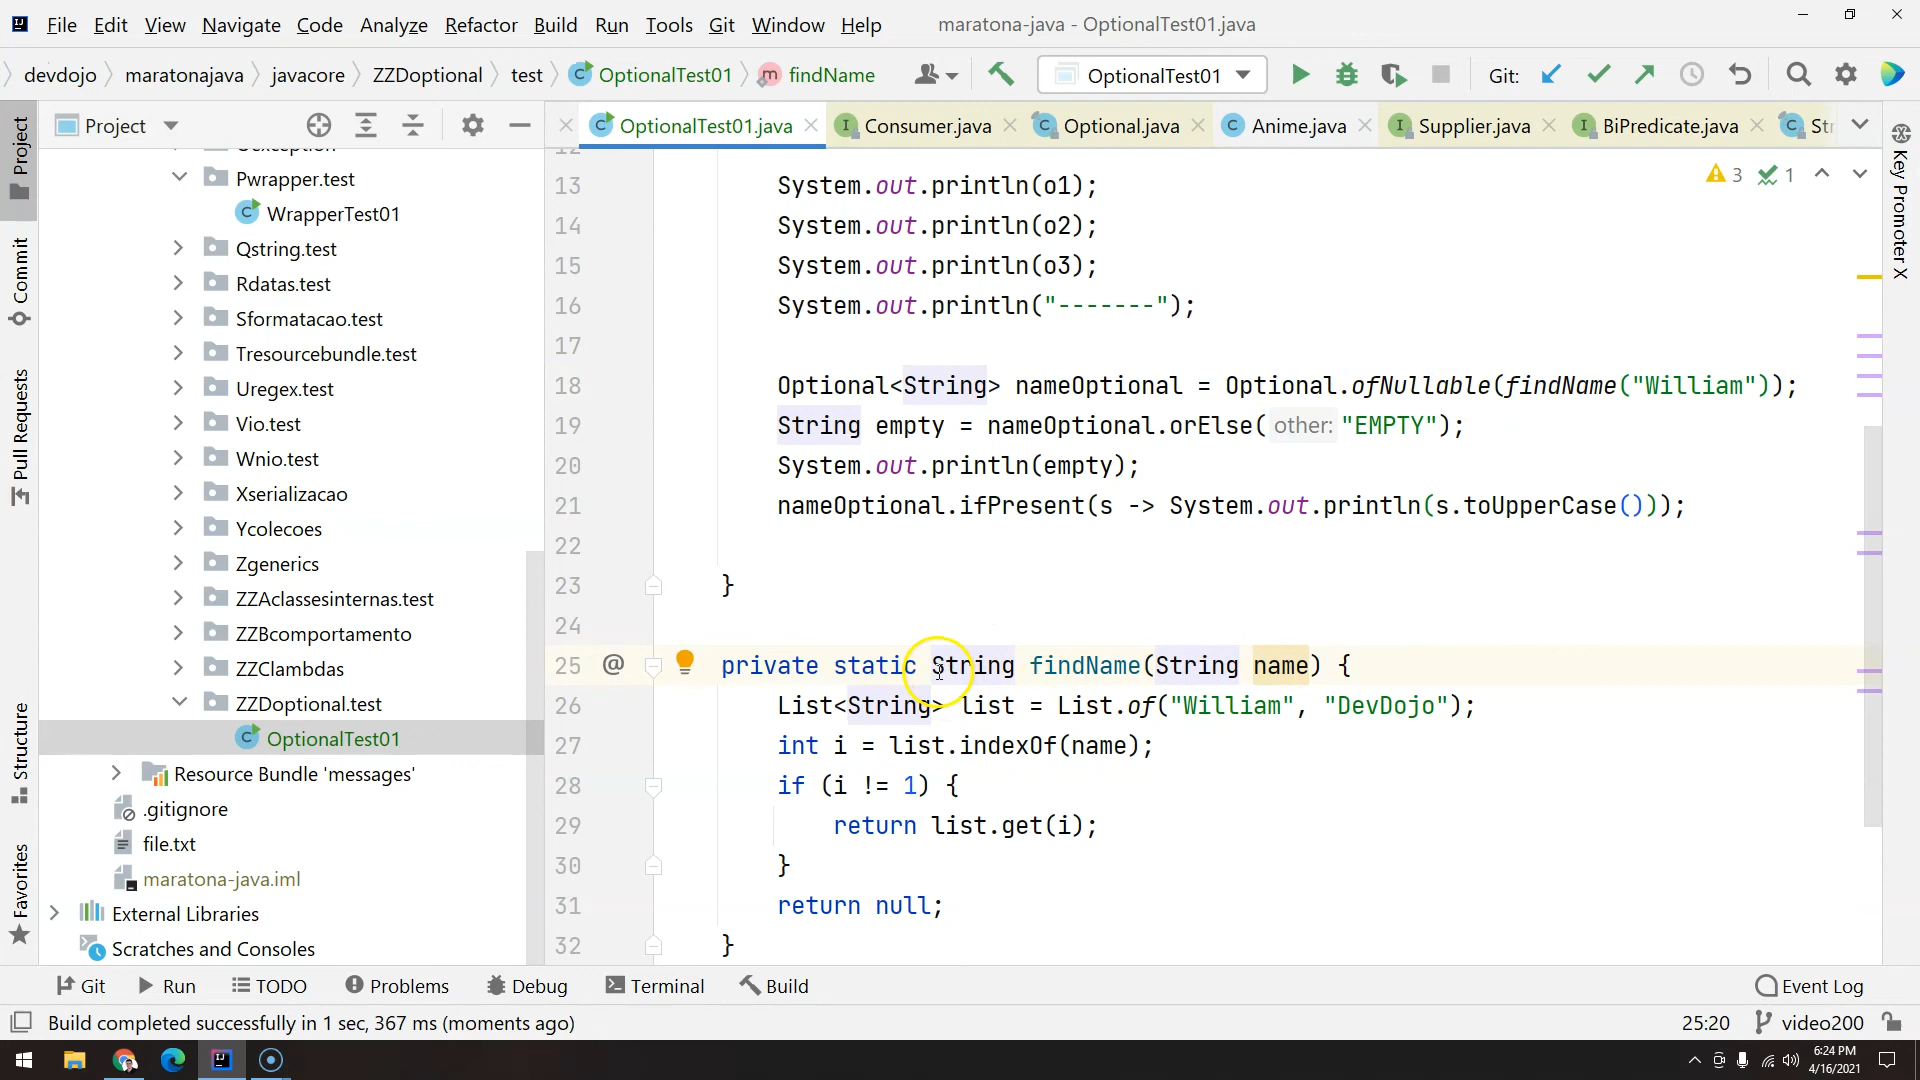 File Edit View Navigate Code Analyze Refactor Build Run Tools Git Window Help maratona-java - OptionalTest01.java
devdojo maratonajava javacore ZZDoptional test OptionalTest01 findName OptionalTest01 Git:
Project
OptionalTest01.java Consumer.java Optional.java Anime.java Supplier.java BiPredicate.java Str
Pwrapper.test
WrapperTest01
Qstring.test
Rdatas.test
Sformatacao.test
Tresourcebundle.test
Uregex.test
Vio.test
Wnio.test
Xserializacao
Ycolecoes
Zgenerics
ZZAclassesinternas.test
ZZBcomportamento
ZZClambdas
ZZDoptional.test
OptionalTest01
Resource Bundle 'messages'
.gitignore
file.txt
maratona-java.iml
External Libraries
Scratches and Consoles
Project
Commit
Pull Requests
Structure
Favorites
3 1
12
13 System.out.println(o1);
14 System.out.println(o2);
15 System.out.println(o3);
16 System.out.println("-------");
17
18 Optional<String> nameOptional = Optional.ofNullable(findName("William"));
19 String empty = nameOptional.orElse( other: "EMPTY");
20 System.out.println(empty);
21 nameOptional.ifPresent(s -> System.out.println(s.toUpperCase()));
22
23 }
24
25 @ private static String findName(String name) {
26 List<String> list = List.of("William", "DevDojo");
27 int i = list.indexOf(name);
28 if (i != 1) {
29 return list.get(i);
30 }
31 return null;
32 }
Key Promoter X
Git Run TODO Problems Debug Terminal Build Event Log
Build completed successfully in 1 sec, 367 ms (moments ago) 25:20 video200
6:24 PM
4/16/2021